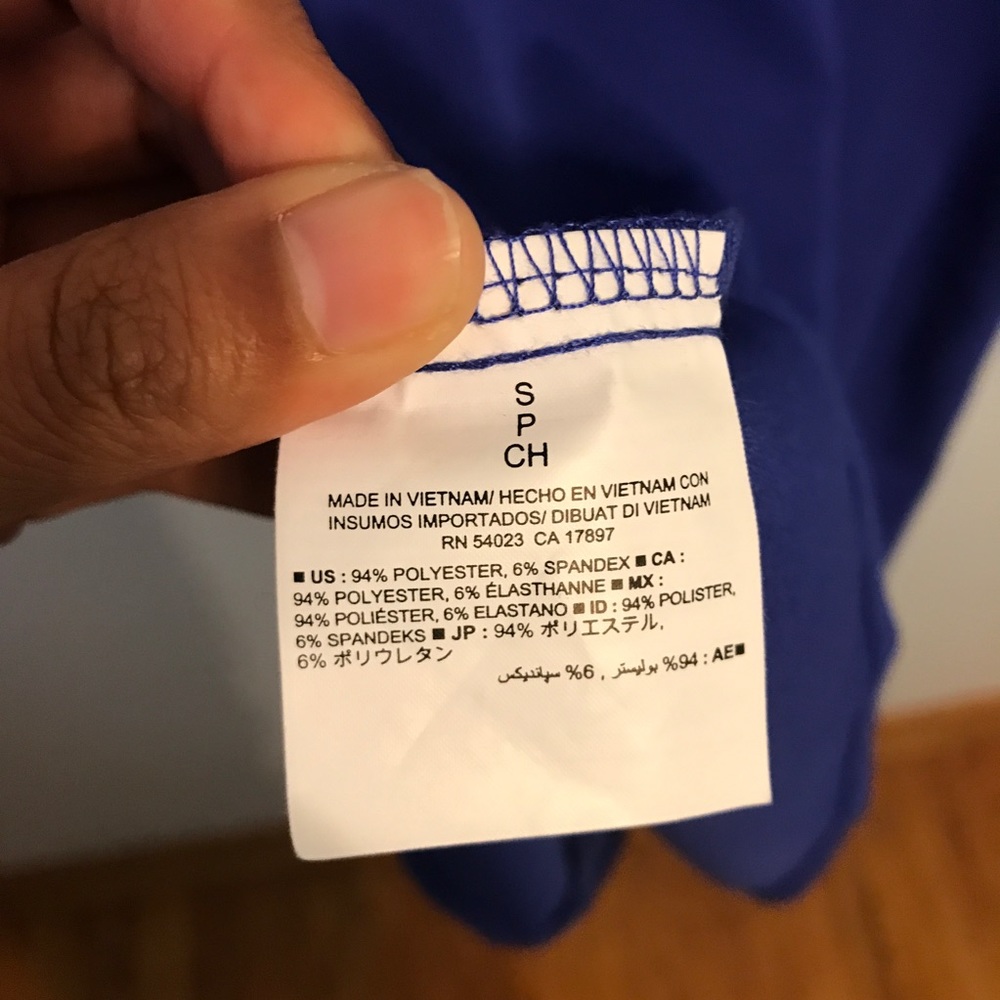 S
P
CH
MADE IN VIETNAM/ HECHO EN VIETNAM CON
INSUMOS IMPORTADOS/ DIBUAT DI VIETNAM
RN 54023 CA 17897
■ US : 94% POLYESTER, 6% SPANDEX ■ CA :
94% POLYESTER, 6% ÉLASTHANNE ■ MX :
94% POLIÉSTER, 6% ELASTANO ■ ID : 94% POLISTER,
6% SPANDEKS ■ JP : 94% ポリエステル,
6% ポリウレタン
■AE : 94% بوليستر , 6% سباندیکس